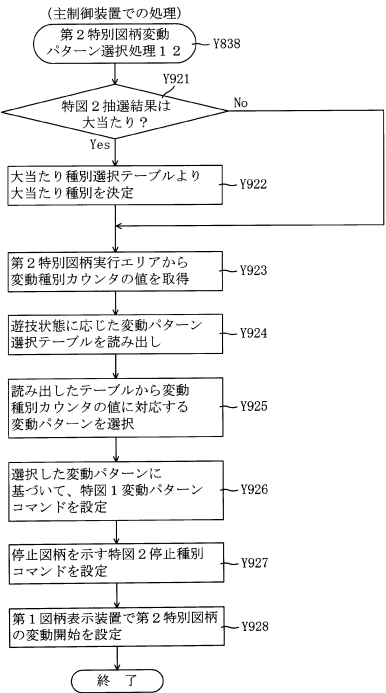 (主制御装置での処理)
第２特別図柄変動
パターン選択処理１２
Y838
Y921
特図２抽選結果は
大当たり？
No
Yes
大当たり種別選択テーブルより
大当たり種別を決定
Y922
第２特別図柄実行エリアから
変動種別カウンタの値を取得
Y923
遊技状態に応じた変動パターン
選択テーブルを読み出し
Y924
読み出したテーブルから変動
種別カウンタの値に対応する
変動パターンを選択
Y925
選択した変動パターンに
基づいて、特図１変動パターン
コマンドを設定
Y926
停止図柄を示す特図２停止種別
コマンドを設定
Y927
第１図柄表示装置で第２特別図柄
の変動開始を設定
Y928
終 了